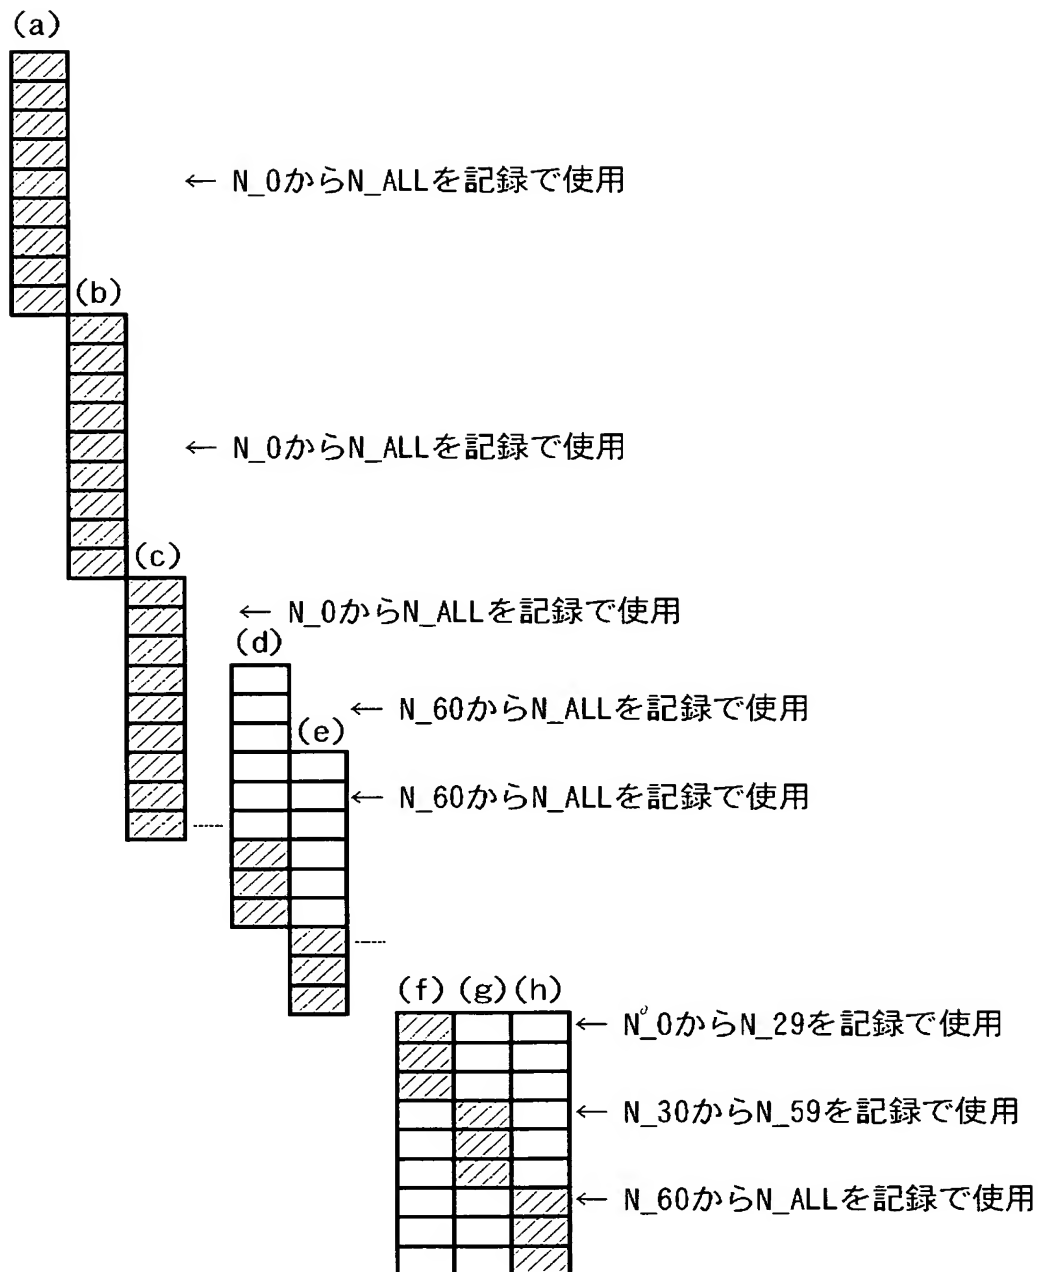 (a)
← N_0からN_ALLを記録で使用
(b)
← N_0からN_ALLを記録で使用
(c)
← N_0からN_ALLを記録で使用
(d)
← N_60からN_ALLを記録で使用
(e)
← N_60からN_ALLを記録で使用
(f) (g) (h)
← N_0からN_29を記録で使用
← N_30からN_59を記録で使用
← N_60からN_ALLを記録で使用